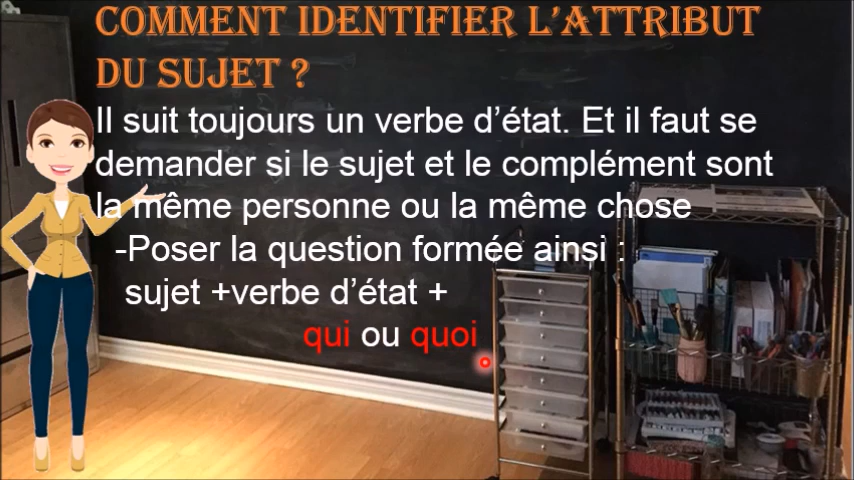 COMMENT IDENTIFIER L'ATTRIBUT
DU SUJET ?
Il suit toujours un verbe d'état. Et il faut se
demander si le sujet et le complément sont
la même personne ou la même chose
-Poser la question formée ainsi :
sujet +verbe d'état +
qui ou quoi